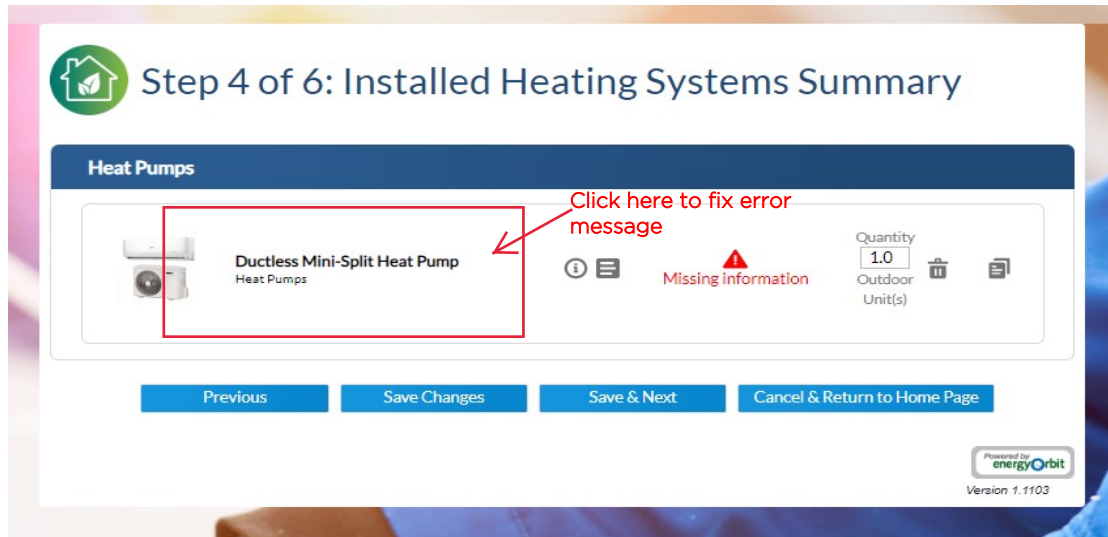 Step 4 of 6: Installed Heating Systems Summary
Heat Pumps
Click here to fix error
message
Ductless Mini-Split Heat Pump
Heat Pumps
Missing information
Quantity
1.0
Outdoor
Unit(s)
Previous
Save Changes
Save & Next
Cancel & Return to Home Page
Powered by
energyOrbit
Version 1.1103